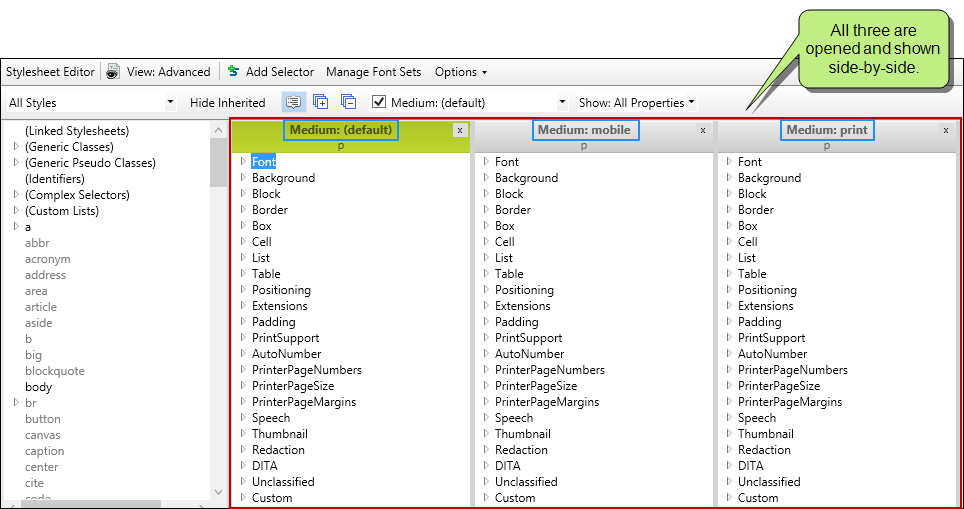 All three are
opened and shown
side-by-side.
Stylesheet Editor View: Advanced Add Selector Manage Font Sets Options
All Styles Hide Inherited Medium: (default) Show: All Properties
(Linked Stylesheets)
(Generic Classes)
(Generic Pseudo Classes)
(Identifiers)
(Complex Selectors)
(Custom Lists)
a
abbr
acronym
address
area
article
aside
b
big
blockquote
body
br
button
canvas
caption
center
cite
code
Medium: (default) x
p
Font
Background
Block
Border
Box
Cell
List
Table
Positioning
Extensions
Padding
PrintSupport
AutoNumber
PrinterPageNumbers
PrinterPageSize
PrinterPageMargins
Speech
Thumbnail
Redaction
DITA
Unclassified
Custom
Medium: mobile x
p
Font
Background
Block
Border
Box
Cell
List
Table
Positioning
Extensions
Padding
PrintSupport
AutoNumber
PrinterPageNumbers
PrinterPageSize
PrinterPageMargins
Speech
Thumbnail
Redaction
DITA
Unclassified
Custom
Medium: print x
p
Font
Background
Block
Border
Box
Cell
List
Table
Positioning
Extensions
Padding
PrintSupport
AutoNumber
PrinterPageNumbers
PrinterPageSize
PrinterPageMargins
Speech
Thumbnail
Redaction
DITA
Unclassified
Custom